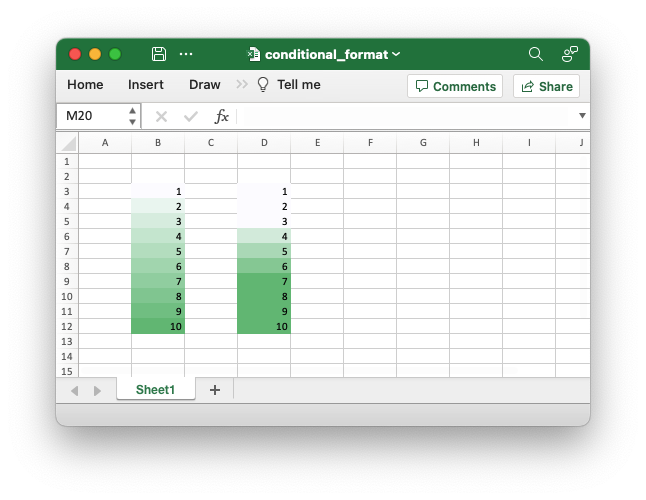 conditional_format
Home Insert Draw Tell me Comments Share
M20 fx
A B C D E F G H I J
1
2
3 1 1
4 2 2
5 3 3
6 4 4
7 5 5
8 6 6
9 7 7
10 8 8
11 9 9
12 10 10
13
14
15
Sheet1